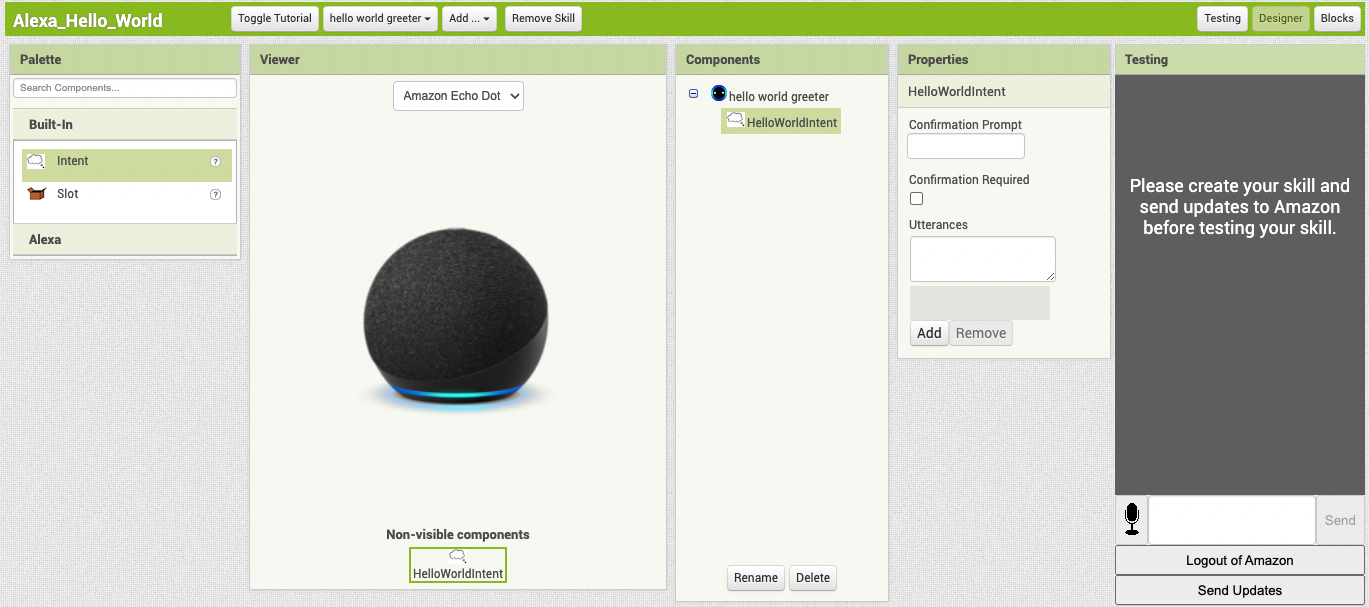 Alexa_Hello_World
Toggle Tutorial
hello world greeter
Add ...
Remove Skill
Testing
Designer
Blocks
Palette
Search Components...
Built-In
Intent
?
Slot
?
Alexa
Viewer
Amazon Echo Dot
Non-visible components
HelloWorldIntent
Components
hello world greeter
HelloWorldIntent
Rename
Delete
Properties
HelloWorldIntent
Confirmation Prompt
Confirmation Required
Utterances
Add
Remove
Testing
Please create your skill and
send updates to Amazon
before testing your skill.
Send
Logout of Amazon
Send Updates